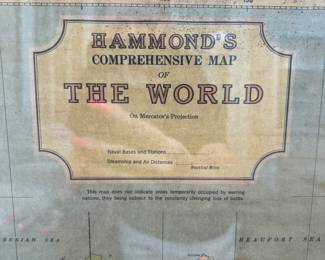 HAMMOND'S
COMPREHENSIVE MAP
OF
THE WORLD
On Mercator's Projection
Naval Bases and Stations
Steamship and Air Distances Nautical Miles
This map does not indicate areas temporarily occupied by warring
nations, they being subject to the constantly changing tide of battle.
SEA
BEAUFORT SEA